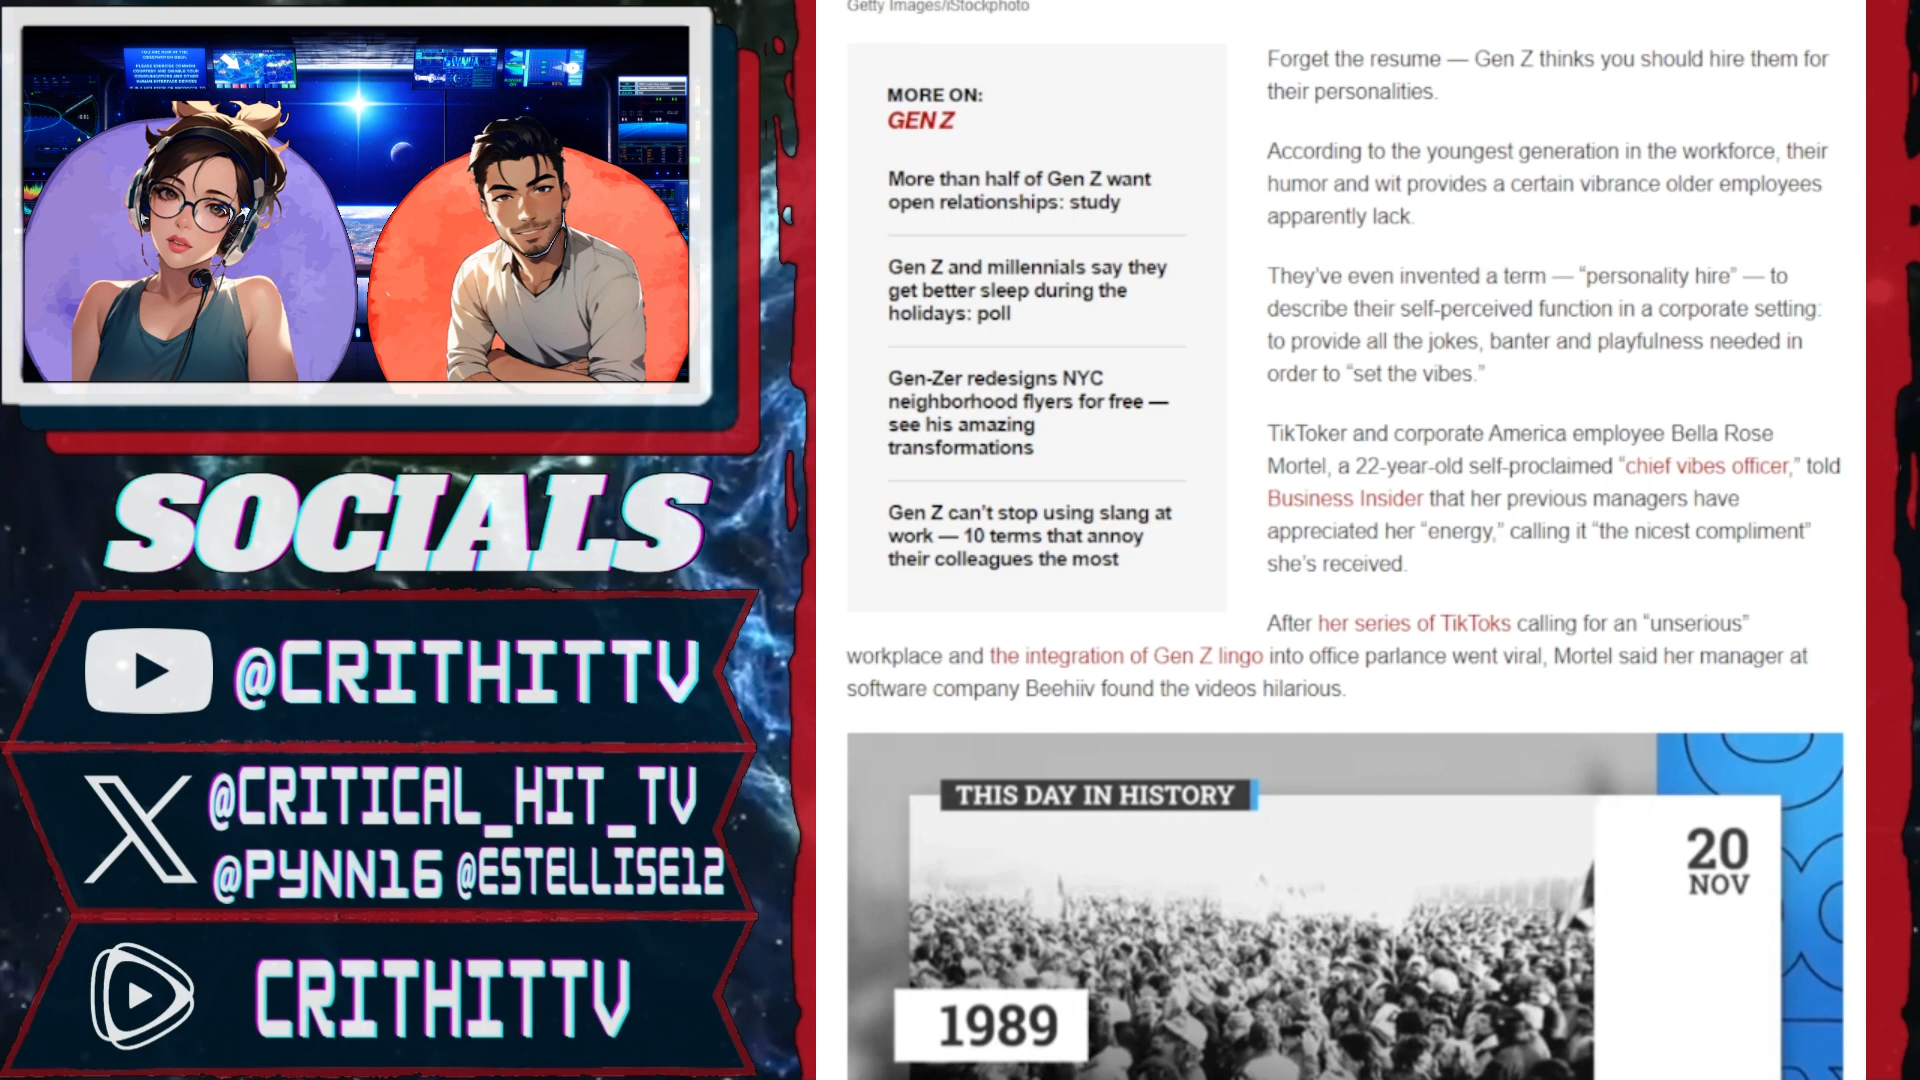 YOU ARE NOW IN THE
SOCIALS
@CRITHITTV
@CRITICAL_HIT_TV
@PYNN16 @ESTELLISE12
CRITHITTV
Getty Images/iStockphoto
MORE ON:
GEN Z
More than half of Gen Z want
open relationships: study
Gen Z and millennials say they
get better sleep during the
holidays: poll
Gen-Zer redesigns NYC
neighborhood flyers for free —
see his amazing
transformations
Gen Z can’t stop using slang at
work — 10 terms that annoy
their colleagues the most
Forget the resume — Gen Z thinks you should hire them for
their personalities.
According to the youngest generation in the workforce, their
humor and wit provides a certain vibrance older employees
apparently lack.
They’ve even invented a term — “personality hire” — to
describe their self-perceived function in a corporate setting:
to provide all the jokes, banter and playfulness needed in
order to “set the vibes.”
TikToker and corporate America employee Bella Rose
Mortel, a 22-year-old self-proclaimed “chief vibes officer,” told
Business Insider that her previous managers have
appreciated her “energy,” calling it “the nicest compliment”
she’s received.
After her series of TikToks calling for an “unserious”
workplace and the integration of Gen Z lingo into office parlance went viral, Mortel said her manager at
software company Beehiiv found the videos hilarious.
THIS DAY IN HISTORY
20
NOV
1989